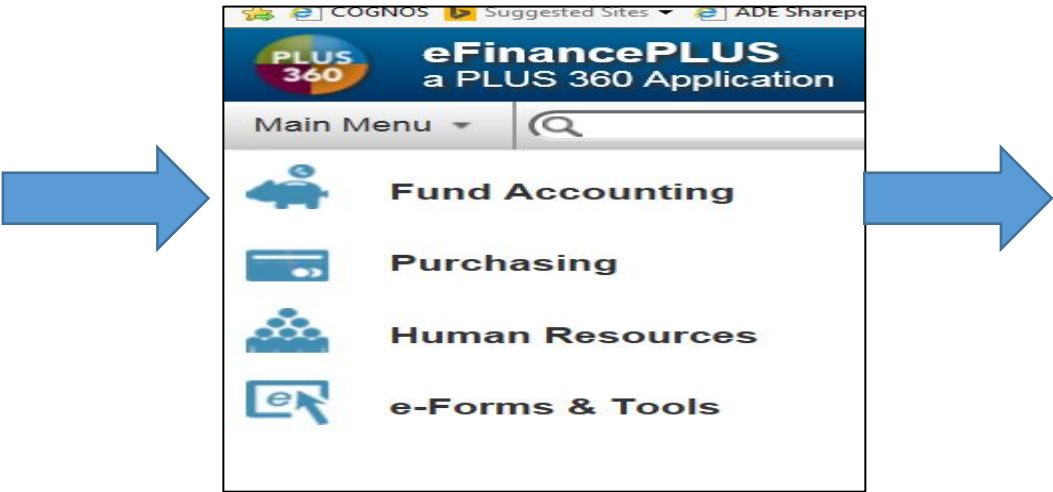 COGNOS Suggested Sites ADE Sharepo
PLUS 360
eFinancePLUS
a PLUS 360 Application
Main Menu
Fund Accounting
Purchasing
Human Resources
e-Forms & Tools